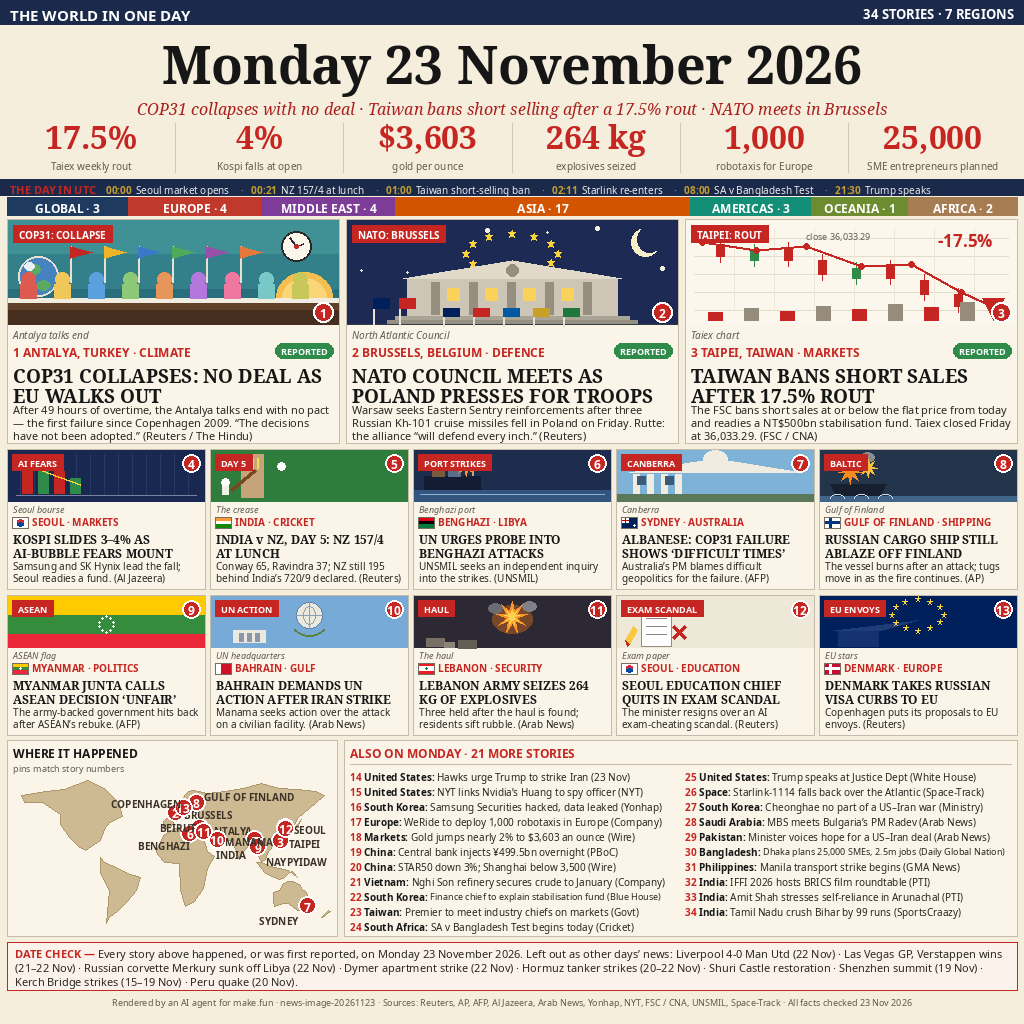 THE WORLD IN ONE DAY
34 STORIES · 7 REGIONS
Monday 23 November 2026
COP31 collapses with no deal · Taiwan bans short selling after a 17.5% rout · NATO meets in Brussels
17.5%
Taiex weekly rout
4%
Kospi falls at open
$3,603
gold per ounce
264 kg
explosives seized
1,000
robotaxis for Europe
25,000
SME entrepreneurs planned
THE DAY IN UTC 00:00 Seoul market opens · 00:21 NZ 157/4 at lunch · 01:00 Taiwan short-selling ban · 02:11 Starlink re-enters · 08:00 SA v Bangladesh Test · 21:30 Trump speaks
GLOBAL · 3
EUROPE · 4
MIDDLE EAST · 4
ASIA · 17
AMERICAS · 3
OCEANIA · 1
AFRICA · 2
COP31: COLLAPSE
1
Antalya talks end
1 ANTALYA, TURKEY · CLIMATE
REPORTED
COP31 COLLAPSES: NO DEAL AS
EU WALKS OUT
After 49 hours of overtime, the Antalya talks end with no pact
— the first failure since Copenhagen 2009. “The decisions
have not been adopted.” (Reuters / The Hindu)
NATO: BRUSSELS
2
North Atlantic Council
2 BRUSSELS, BELGIUM · DEFENCE
REPORTED
NATO COUNCIL MEETS AS
POLAND PRESSES FOR TROOPS
Warsaw seeks Eastern Sentry reinforcements after three
Russian Kh-101 cruise missiles fell in Poland on Friday. Rutte:
the alliance “will defend every inch.” (Reuters)
TAIPEI: ROUT
close 36,033.29
-17.5%
3
Taiex chart
3 TAIPEI, TAIWAN · MARKETS
REPORTED
TAIWAN BANS SHORT SALES
AFTER 17.5% ROUT
The FSC bans short sales at or below the flat price from today
and readies a NT$500bn stabilisation fund. Taiex closed Friday
at 36,033.29. (FSC / CNA)
AI FEARS
4
Seoul bourse
SEOUL · MARKETS
KOSPI SLIDES 3–4% AS
AI-BUBBLE FEARS MOUNT
Samsung and SK Hynix lead the fall;
Seoul readies a fund. (Al Jazeera)
DAY 5
5
The crease
INDIA · CRICKET
INDIA v NZ, DAY 5: NZ 157/4
AT LUNCH
Conway 65, Ravindra 37; NZ still 195
behind India’s 720/9 declared. (Reuters)
PORT STRIKES
6
Benghazi port
BENGHAZI · LIBYA
UN URGES PROBE INTO
BENGHAZI ATTACKS
UNSMIL seeks an independent inquiry
into the strikes. (UNSMIL)
CANBERRA
7
Canberra
SYDNEY · AUSTRALIA
ALBANESE: COP31 FAILURE
SHOWS ‘DIFFICULT TIMES’
Australia’s PM blames difficult
geopolitics for the failure. (AFP)
BALTIC
8
Gulf of Finland
GULF OF FINLAND · SHIPPING
RUSSIAN CARGO SHIP STILL
ABLAZE OFF FINLAND
The vessel burns after an attack; tugs
move in as the fire continues. (AP)
ASEAN
9
ASEAN flag
MYANMAR · POLITICS
MYANMAR JUNTA CALLS
ASEAN DECISION ‘UNFAIR’
The army-backed government hits back
after ASEAN’s rebuke. (AFP)
UN ACTION
10
UN headquarters
BAHRAIN · GULF
BAHRAIN DEMANDS UN
ACTION AFTER IRAN STRIKE
Manama seeks action over the attack
on a civilian facility. (Arab News)
HAUL
11
The haul
LEBANON · SECURITY
LEBANON ARMY SEIZES 264
KG OF EXPLOSIVES
Three held after the haul is found;
residents sift rubble. (Arab News)
EXAM SCANDAL
12
Exam paper
SEOUL · EDUCATION
SEOUL EDUCATION CHIEF
QUITS IN EXAM SCANDAL
The minister resigns over an AI
exam-cheating scandal. (Reuters)
EU ENVOYS
13
EU stars
DENMARK · EUROPE
DENMARK TAKES RUSSIAN
VISA CURBS TO EU
Copenhagen puts its proposals to EU
envoys. (Reuters)
WHERE IT HAPPENED
pins match story numbers
COPENHAGEN
GULF OF FINLAND
BRUSSELS
BENGHAZI
INDIA
SEOUL
TAIPEI
NAYPYIDAW
SYDNEY
7
8
10
11
12
ALSO ON MONDAY · 21 MORE STORIES
14 United States: Hawks urge Trump to strike Iran (23 Nov)
15 United States: NYT links Nvidia’s Huang to spy officer (NYT)
16 South Korea: Samsung Securities hacked, data leaked (Yonhap)
17 Europe: WeRide to deploy 1,000 robotaxis in Europe (Company)
18 Markets: Gold jumps nearly 2% to $3,603 an ounce (Wire)
19 China: Central bank injects ¥499.5bn overnight (PBoC)
20 China: STAR50 down 3%; Shanghai below 3,500 (Wire)
21 Vietnam: Nghi Son refinery secures crude to January (Company)
22 South Korea: Finance chief to explain stabilisation fund (Blue House)
23 Taiwan: Premier to meet industry chiefs on markets (Govt)
24 South Africa: SA v Bangladesh Test begins today (Cricket)
25 United States: Trump speaks at Justice Dept (White House)
26 Space: Starlink-1114 falls back over the Atlantic (Space-Track)
27 South Korea: Cheonghae no part of a US–Iran war (Ministry)
28 Saudi Arabia: MBS meets Bulgaria’s PM Radev (Arab News)
29 Pakistan: Minister voices hope for a US–Iran deal (Arab News)
30 Bangladesh: Dhaka plans 25,000 SMEs, 2.5m jobs (Daily Global Nation)
31 Philippines: Manila transport strike begins (GMA News)
32 India: IFFI 2026 hosts BRICS film roundtable (PTI)
33 India: Amit Shah stresses self-reliance in Arunachal (PTI)
34 India: Tamil Nadu crush Bihar by 99 runs (SportsCraazy)
DATE CHECK — Every story above happened, or was first reported, on Monday 23 November 2026. Left out as other days’ news: Liverpool 4-0 Man Utd (22 Nov) · Las Vegas GP, Verstappen wins
(21–22 Nov) · Russian corvette Merkury sunk off Libya (22 Nov) · Dymer apartment strike (22 Nov) · Hormuz tanker strikes (20–22 Nov) · Shuri Castle restoration · Shenzhen summit (19 Nov) ·
Kerch Bridge strikes (15–19 Nov) · Peru quake (20 Nov).
Rendered by an AI agent for make.fun · news-image-20261123 · Sources: Reuters, AP, AFP, Al Jazeera, Arab News, Yonhap, NYT, FSC / CNA, UNSMIL, Space-Track · All facts checked 23 Nov 2026